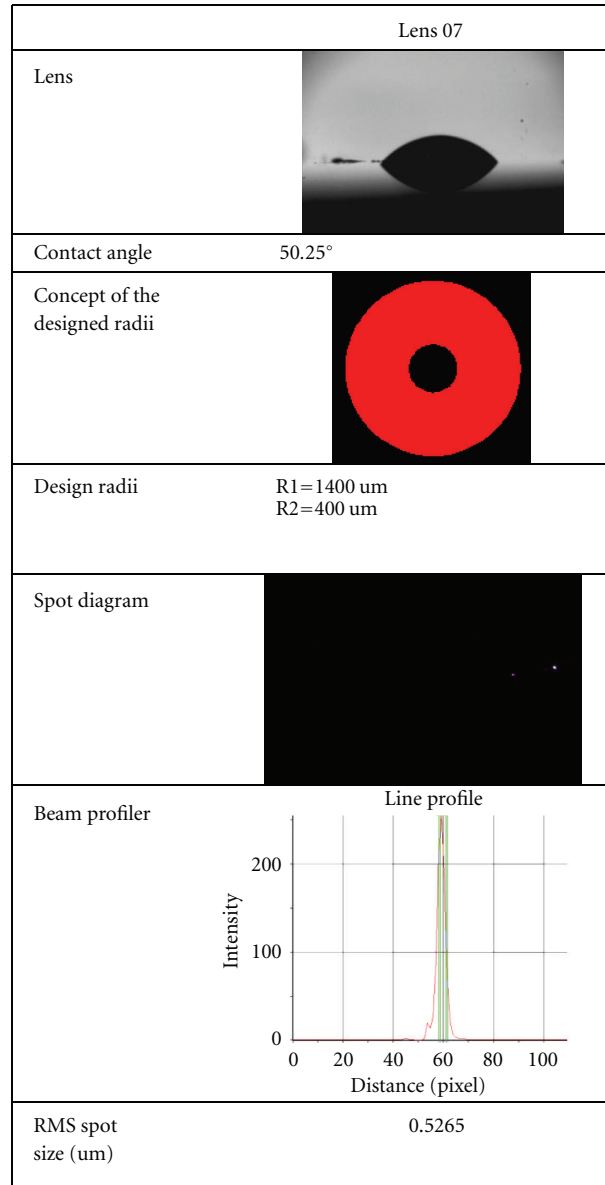 Lens 07
Lens
Contact angle 50.25°
Concept of the
designed radii
Design radii R1=1400 um
R2=400 um
Spot diagram
Beam profiler
Line profile
200
100
0
Intensity
0 20 40 60 80 100
Distance (pixel)
RMS spot 0.5265
size (um)